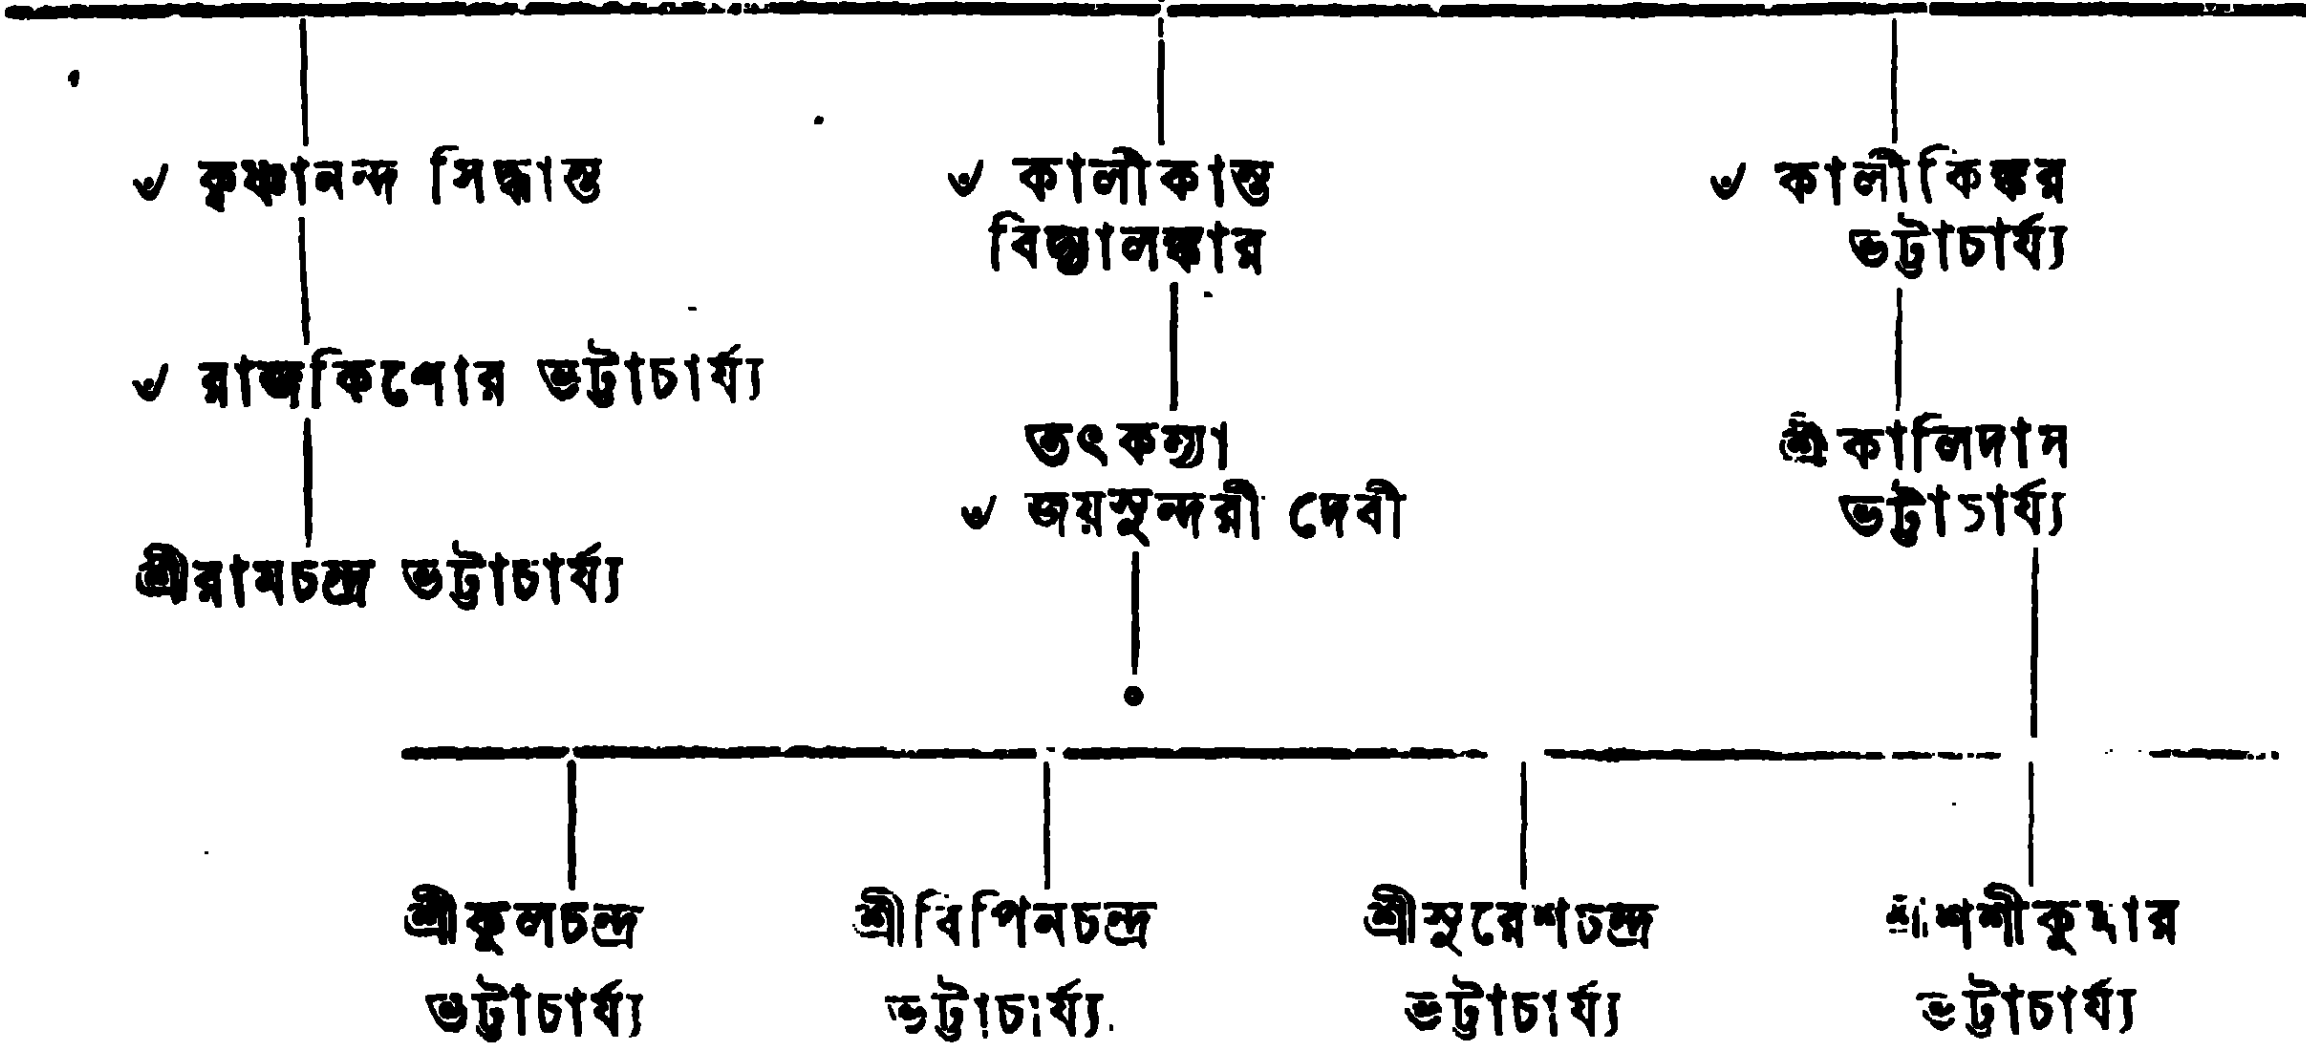 ৺ কৃষ্ণানন্দ সিদ্ধান্ত
৺ কালীকান্ত
বিদ্যালঙ্কার
৺ কালীকিঙ্কর
ভট্টাচার্য্য
৺ রাজকিশোর ভট্টাচার্য্য
তৎকন্যা
৺ জয়সুন্দরী দেবী
শ্রীকালিদাস
ভট্টাচার্য্য
শ্রীরামচন্দ্র ভট্টাচার্য্য
শ্রীকুলচন্দ্র
ভট্টাচার্য্য
শ্রীবিপিনচন্দ্র
ভট্টাচার্য্য
শ্রীসুরেশচন্দ্র
ভট্টাচার্য্য
শ্রীশশীকুমার
ভট্টাচার্য্য